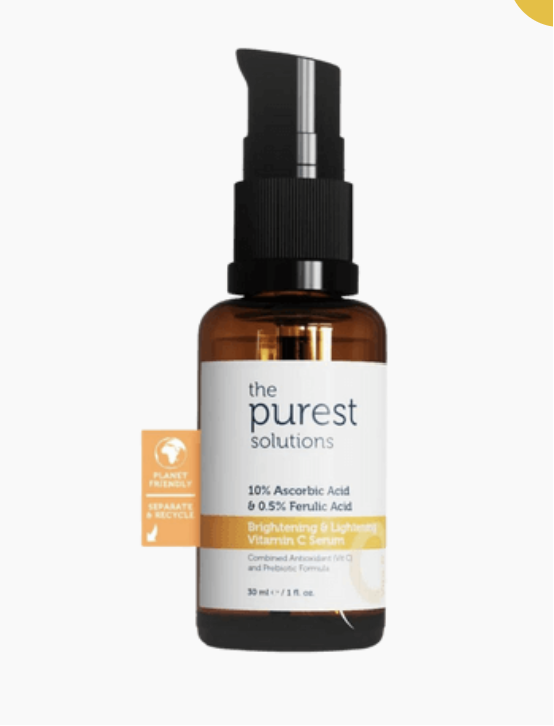 the
purest
solutions
10% Ascorbic Acid
& 0.5% Ferulic Acid
Brightening & Lightening
Vitamin C Serum
Combined Antioxidant (Vit C)
and Prebiotic Formula
30 ml ℮ / 1 fl. oz.
PLANET
FRIENDLY
SEPARATE
& RECYCLE